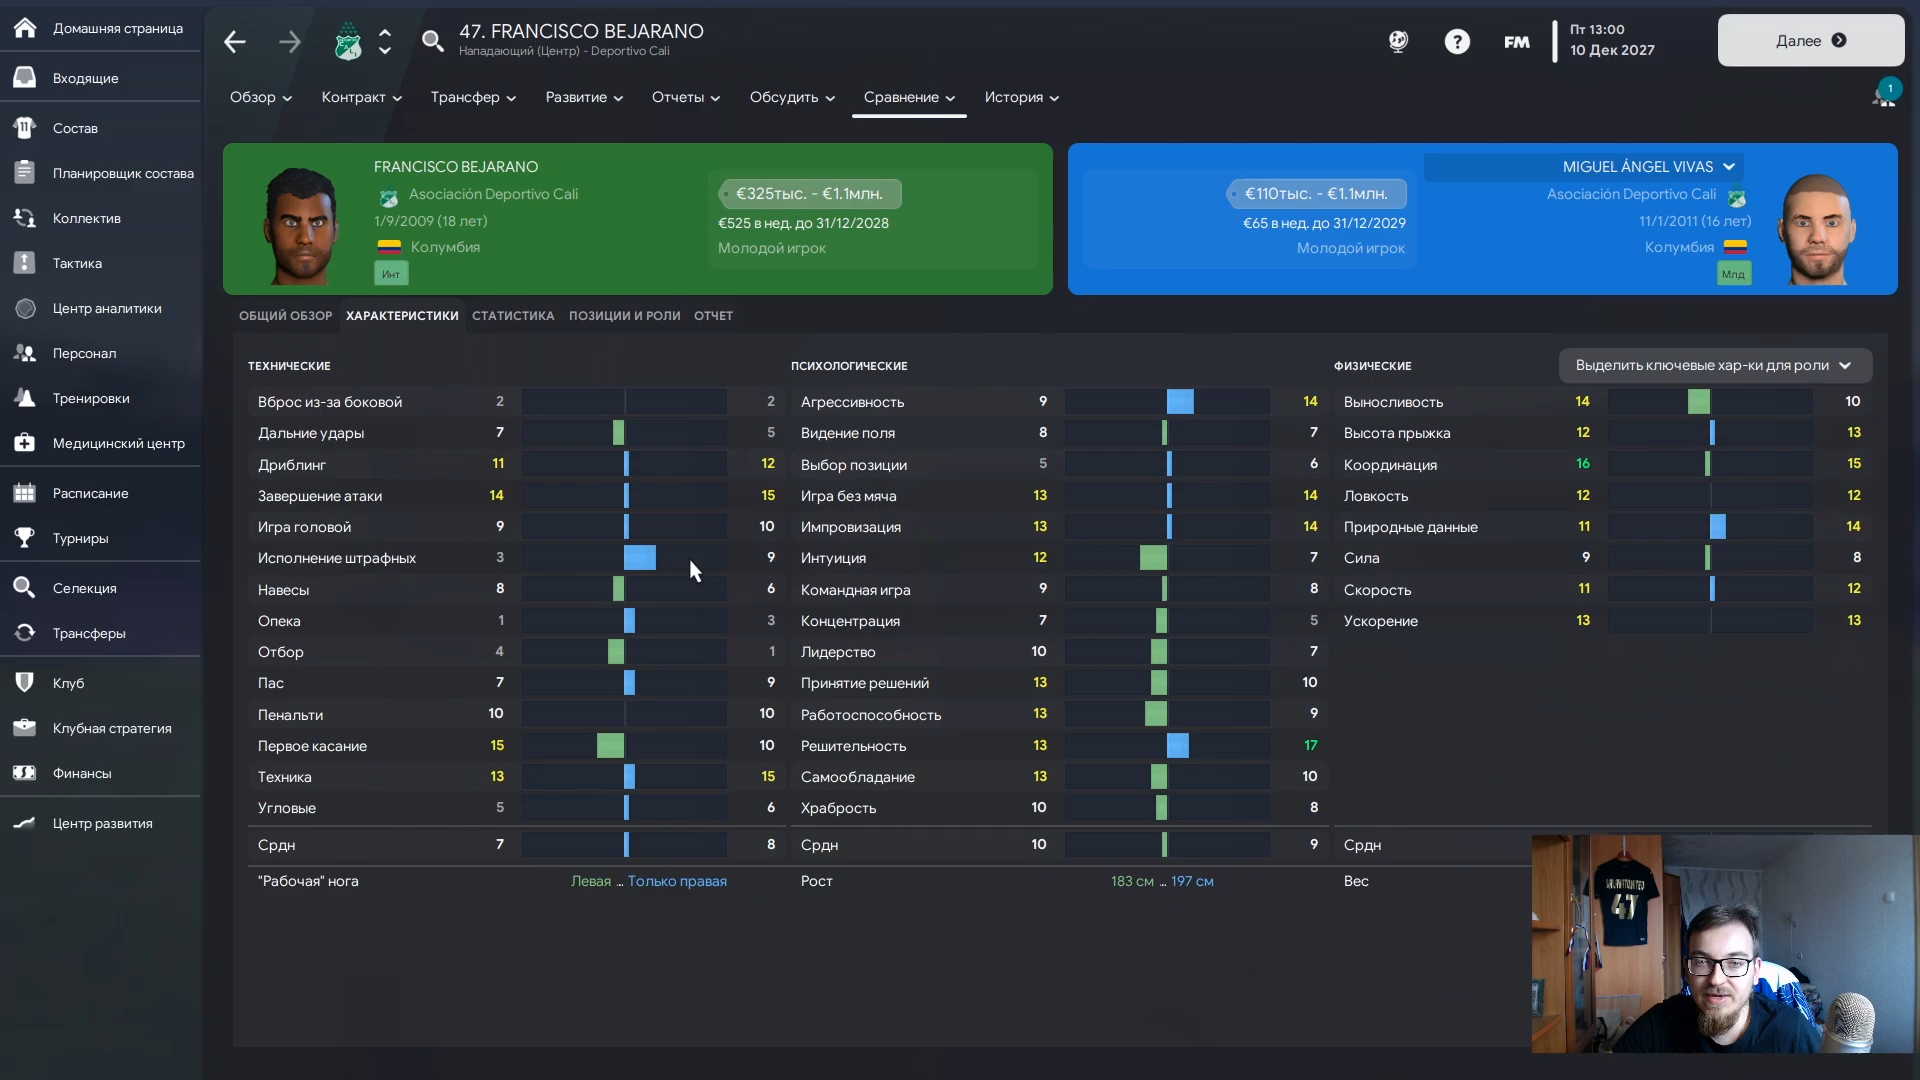 Домашняя страница
Входящие
Состав
Планировщик состава
Коллектив
Тактика
Центр аналитики
Персонал
Тренировки
Медицинский центр
Расписание
Турниры
Селекция
Трансферы
Клуб
Клубная стратегия
Финансы
Центр развития
47. FRANCISCO BEJARANO
Нападающий (Центр) - Deportivo Cali
FM
Пт 13:00
10 Дек 2027
Далее
1
Обзор Контракт Трансфер Развитие Отчеты Обсудить Сравнение История
FRANCISCO BEJARANO
Asociación Deportivo Cali
1/9/2009 (18 лет)
Колумбия
Инт
€325тыс. - €1.1млн.
€525 в нед. до 31/12/2028
Молодой игрок
MIGUEL ÁNGEL VIVAS
Asociación Deportivo Cali
11/1/2011 (16 лет)
Колумбия
Млд
€110тыс. - €1.1млн.
€65 в нед. до 31/12/2029
Молодой игрок
ОБЩИЙ ОБЗОР ХАРАКТЕРИСТИКИ СТАТИСТИКА ПОЗИЦИИ И РОЛИ ОТЧЕТ
ТЕХНИЧЕСКИЕ
Вброс из-за боковой 2 2
Дальние удары 7 5
Дриблинг 11 12
Завершение атаки 14 15
Игра головой 9 10
Исполнение штрафных 3 9
Навесы 8 6
Опека 1 3
Отбор 4 1
Пас 7 9
Пенальти 10 10
Первое касание 15 10
Техника 13 15
Угловые 5 6
Срдн 7 8
"Рабочая" нога Левая ... Только правая
ПСИХОЛОГИЧЕСКИЕ
Агрессивность 9 14
Видение поля 8 7
Выбор позиции 5 6
Игра без мяча 13 14
Импровизация 13 14
Интуиция 12 7
Командная игра 9 8
Концентрация 7 5
Лидерство 10 7
Принятие решений 13 10
Работоспособность 13 9
Решительность 13 17
Самообладание 13 10
Храбрость 10 8
Срдн 10 9
Рост 183 см ... 197 см
ФИЗИЧЕСКИЕ
Выделить ключевые хар-ки для роли
Выносливость 14 10
Высота прыжка 12 13
Координация 16 15
Ловкость 12 12
Природные данные 11 14
Сила 9 8
Скорость 11 12
Ускорение 13 13
Срдн
Вес
47